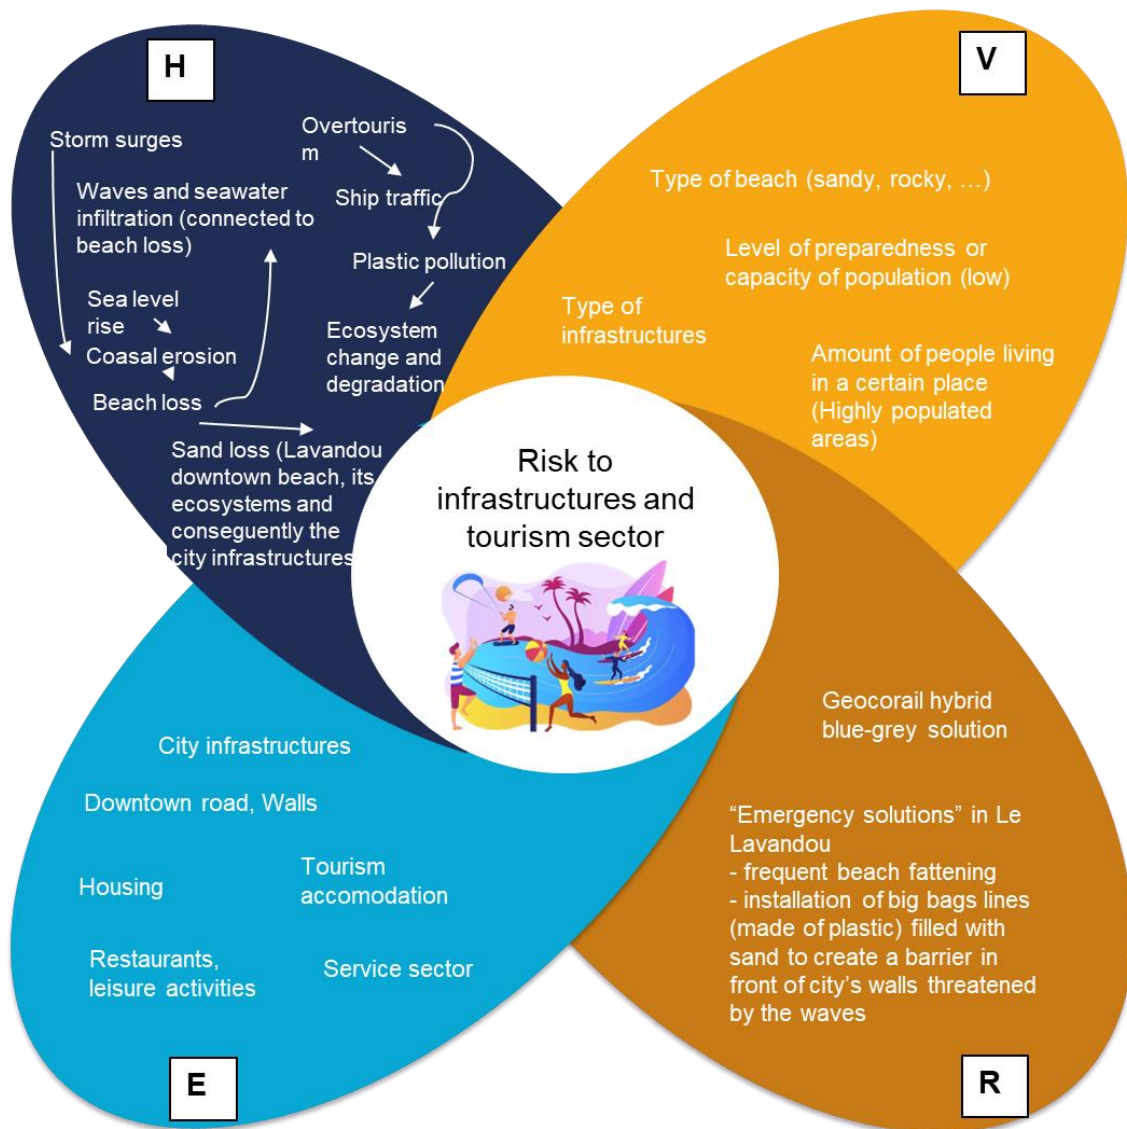 H
Storm surges
Overtouris
m
Waves and seawater
infiltration (connected to
beach loss)
Ship traffic
Plastic pollution
Sea level
rise
Coasal erosion
Beach loss
Ecosystem
change and
degradation
Sand loss (Lavandou
downtown beach, its
ecosystems and
conseguently the
city infrastructures
V
Type of beach (sandy, rocky, …)
Level of preparedness or
capacity of population (low)
Type of
infrastructures
Amount of people living
in a certain place
(Highly populated
areas)
Risk to
infrastructures and
tourism sector
City infrastructures
Downtown road, Walls
Housing
Tourism
accomodation
Restaurants,
leisure activities
Service sector
E
Geocorail hybrid
blue-grey solution
“Emergency solutions” in Le
Lavandou
- frequent beach fattening
- installation of big bags lines
(made of plastic) filled with
sand to create a barrier in
front of city’s walls threatened
by the waves
R